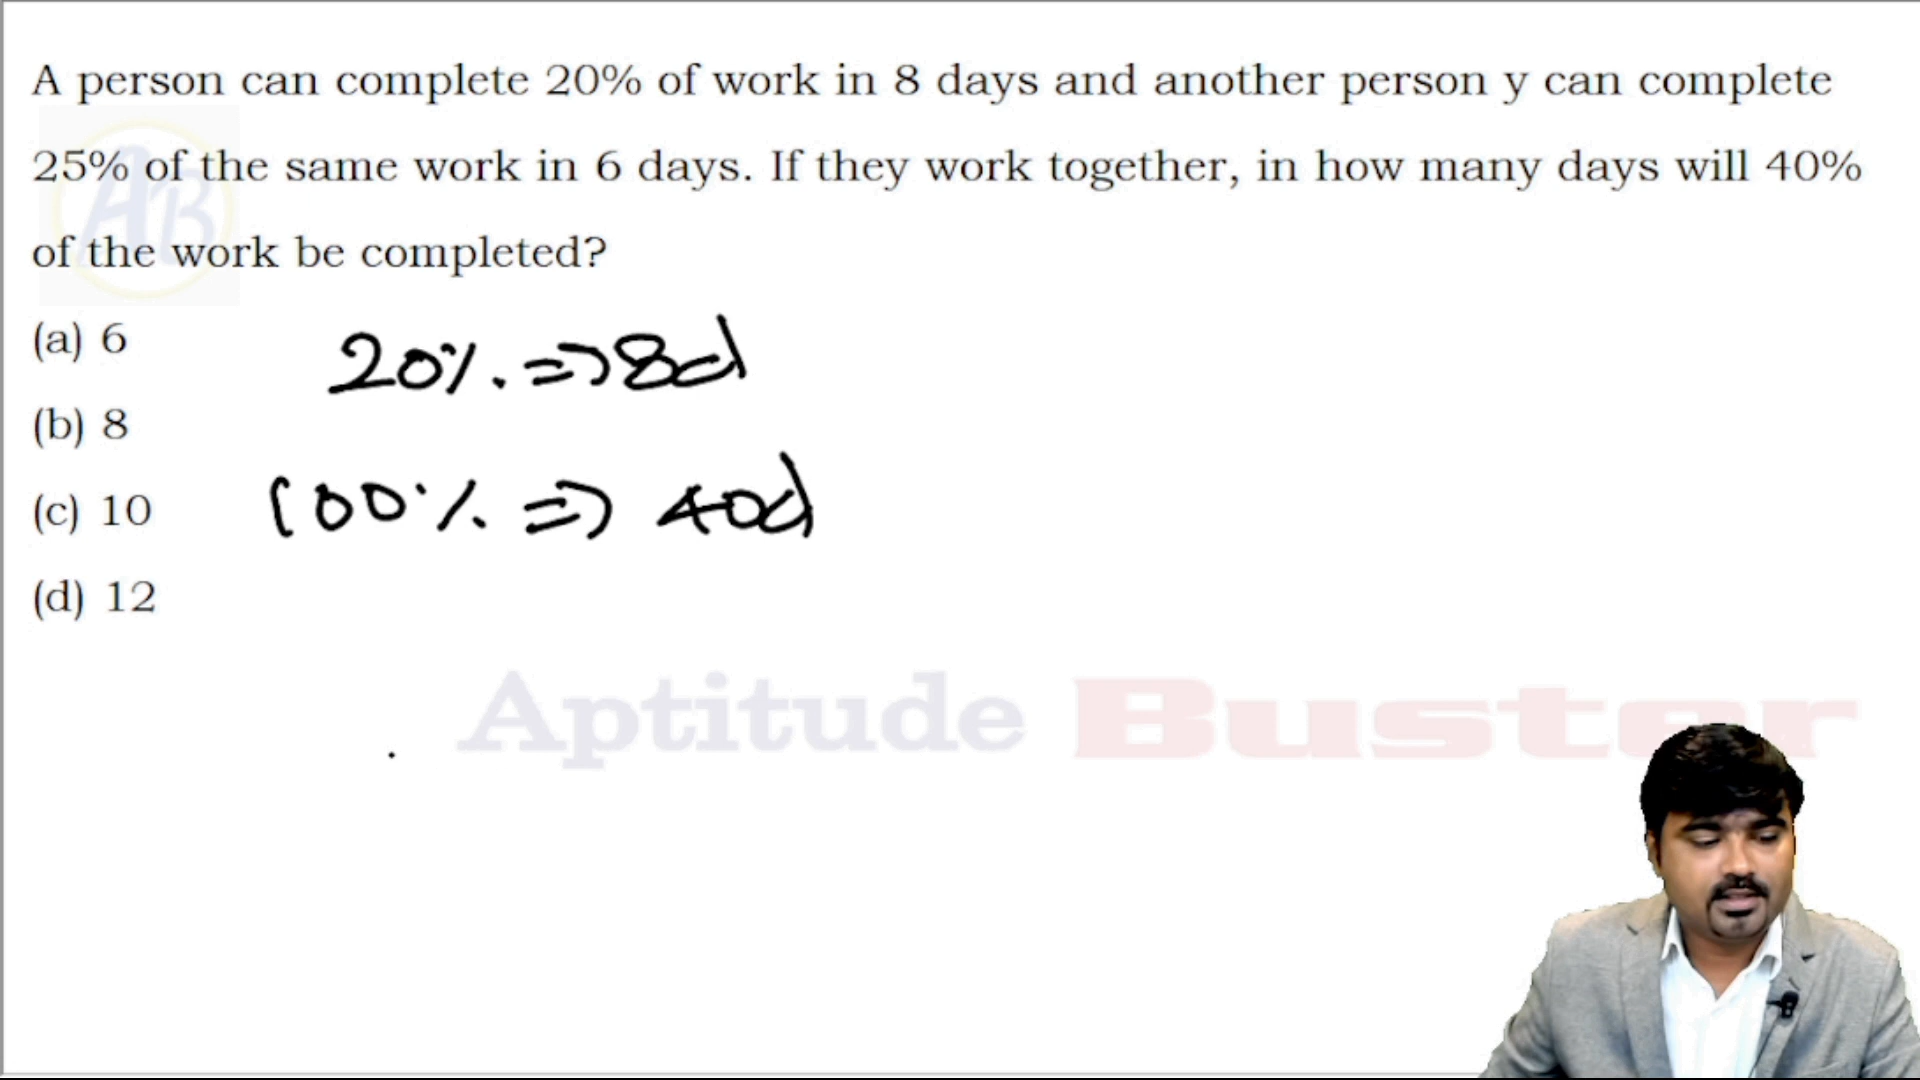 A person can complete 20% of work in 8 days and another person y can complete
25% of the same work in 6 days. If they work together, in how many days will 40%
of the work be completed?
(a) 6
20% => 8d
(b) 8
(c) 10
100% => 40d
(d) 12
Aptitude Buster
AB